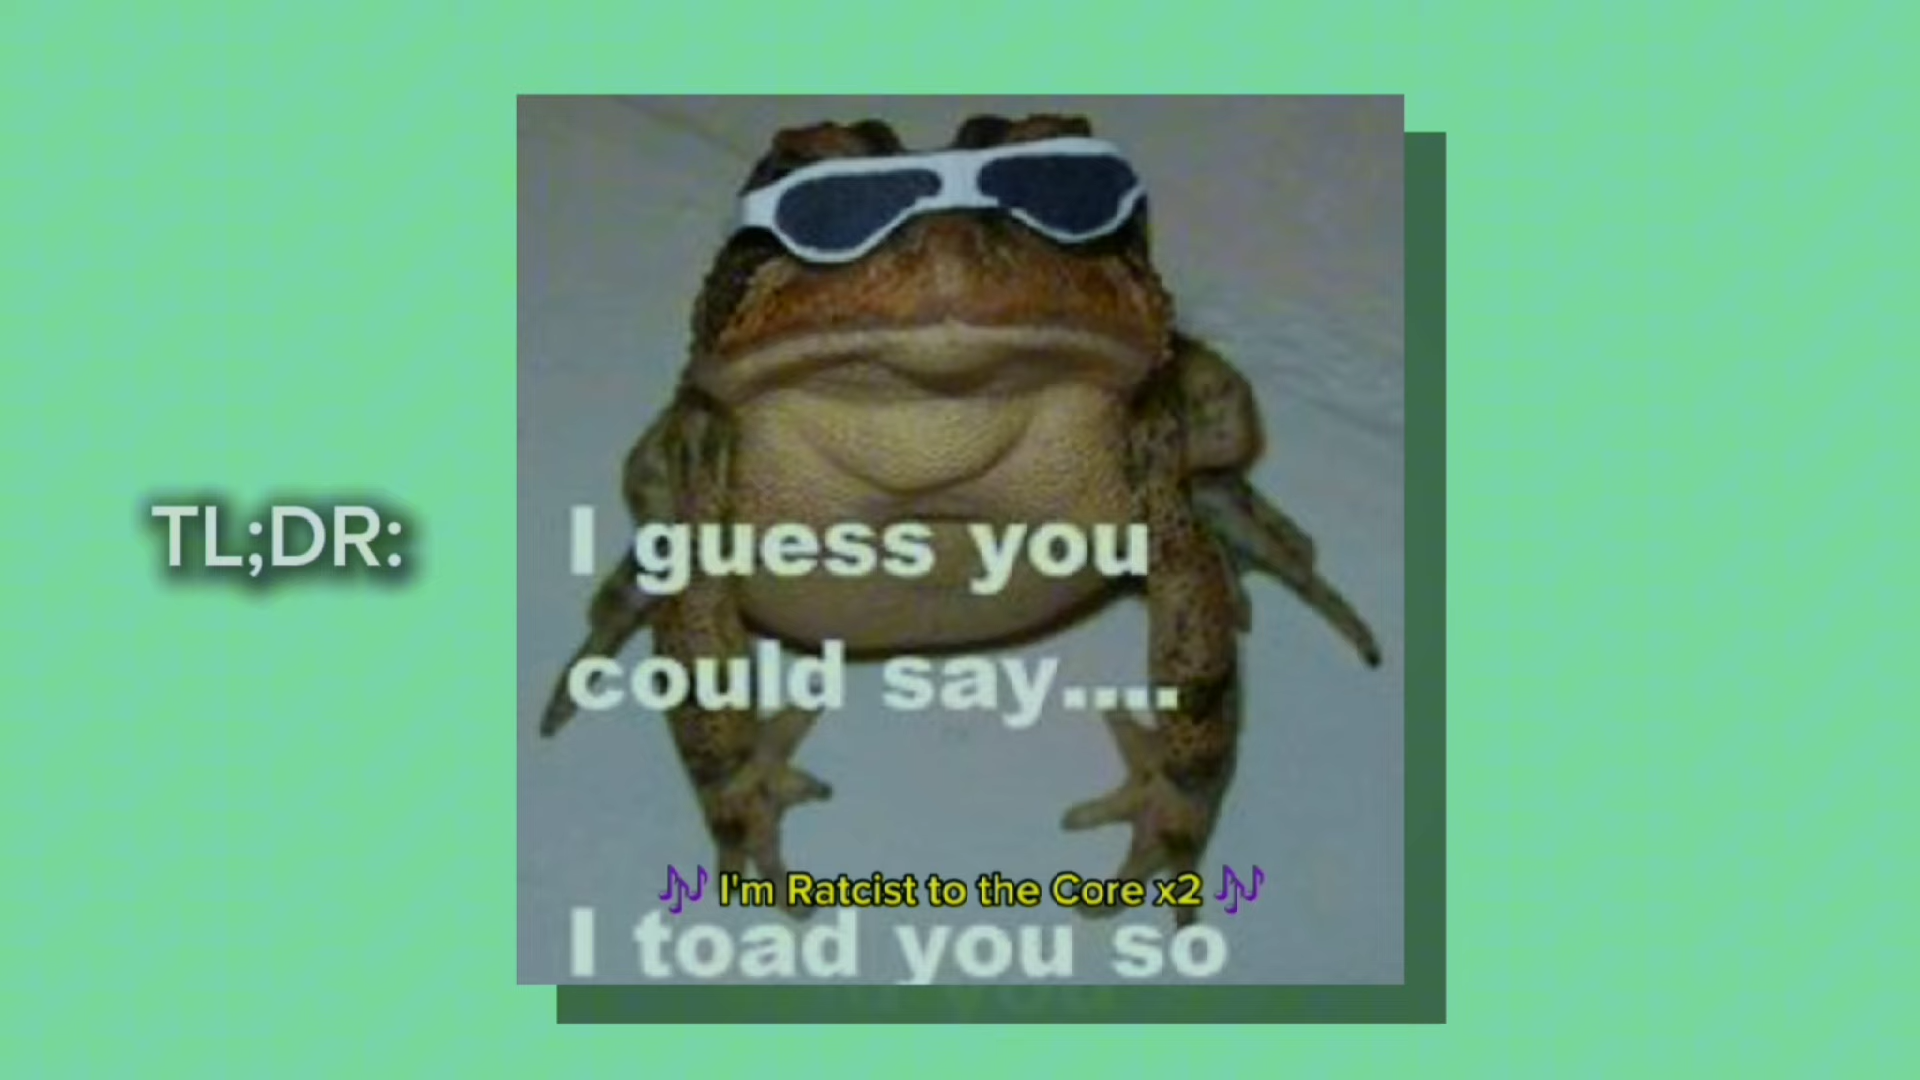 TL;DR:
I guess you
could say....
🎶 I'm Ratcist to the Core x2 🎶
I toad you so